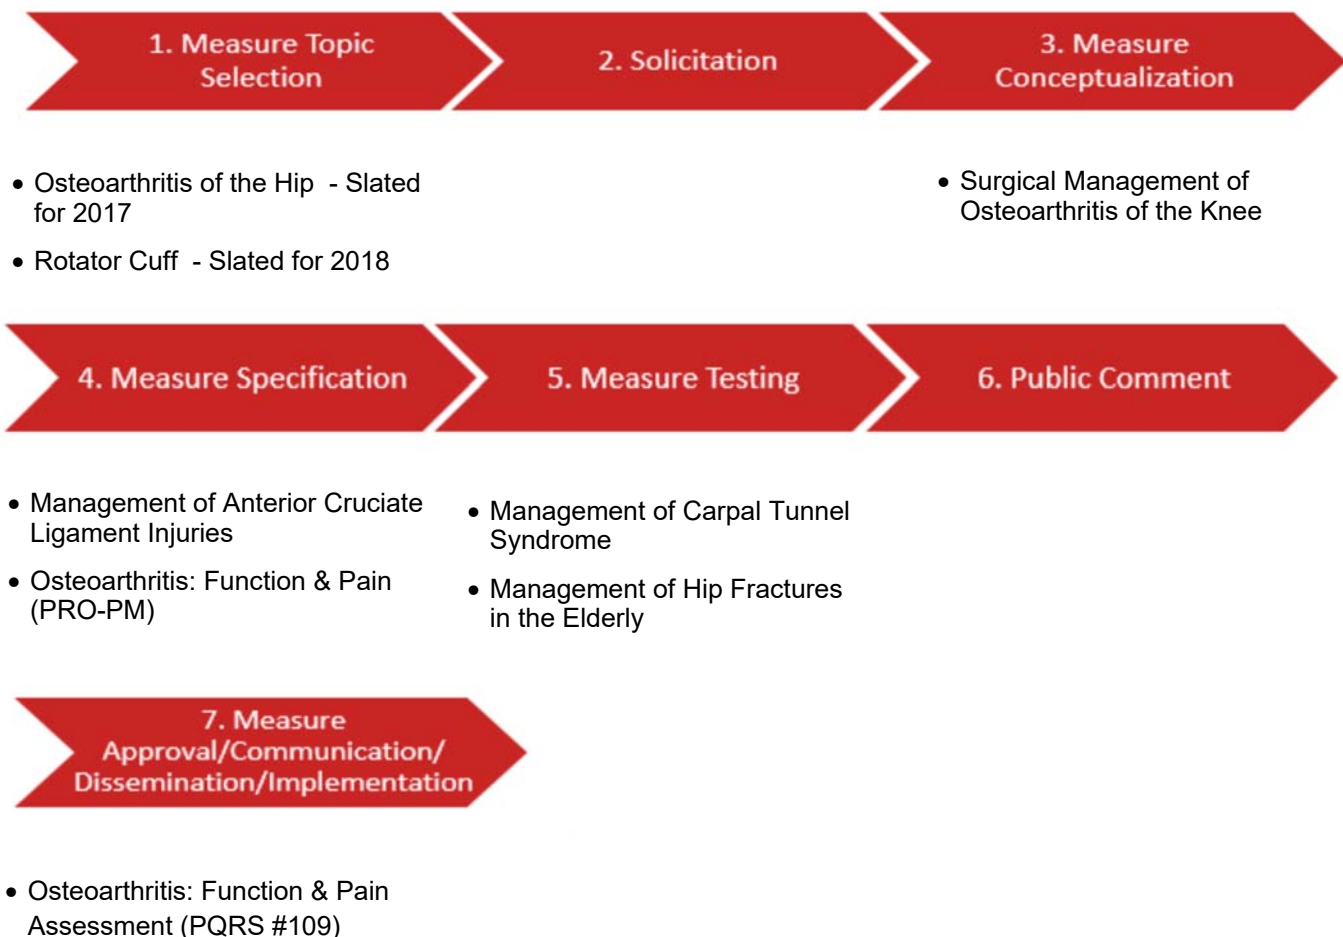 1. Measure Topic
Selection
2. Solicitation
3. Measure
Conceptualization
• Osteoarthritis of the Hip  - Slated
for 2017
• Rotator Cuff  - Slated for 2018
• Surgical Management of
Osteoarthritis of the Knee
4. Measure Specification
5. Measure Testing
6. Public Comment
• Management of Anterior Cruciate
Ligament Injuries
• Osteoarthritis: Function & Pain
(PRO-PM)
• Management of Carpal Tunnel
Syndrome
• Management of Hip Fractures
in the Elderly
7. Measure
Approval/Communication/
Dissemination/Implementation
• Osteoarthritis: Function & Pain
Assessment (PQRS #109)